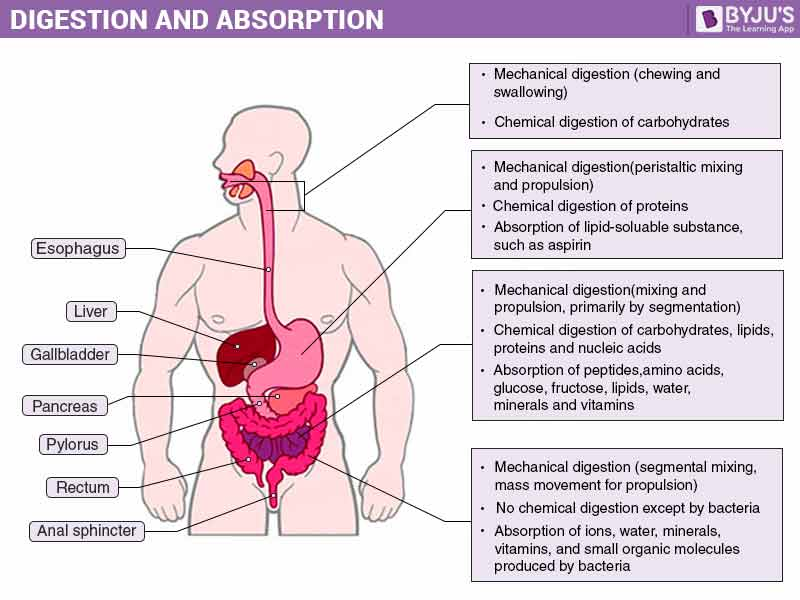 DIGESTION AND ABSORPTION
BYJU'S
The Learning App
• Mechanical digestion (chewing and
swallowing)
• Chemical digestion of carbohydrates
• Mechanical digestion(peristaltic mixing
and propulsion)
• Chemical digestion of proteins
• Absorption of lipid-soluable substance,
such as aspirin
• Mechanical digestion(mixing and
propulsion, primarily by segmentation)
• Chemical digestion of carbohydrates, lipids,
proteins and nucleic acids
• Absorption of peptides,amino acids,
glucose, fructose, lipids, water,
minerals and vitamins
• Mechanical digestion (segmental mixing,
mass movement for propulsion)
• No chemical digestion except by bacteria
• Absorption of ions, water, minerals,
vitamins, and small organic molecules
produced by bacteria
Esophagus
Liver
Gallbladder
Pancreas
Pylorus
Rectum
Anal sphincter